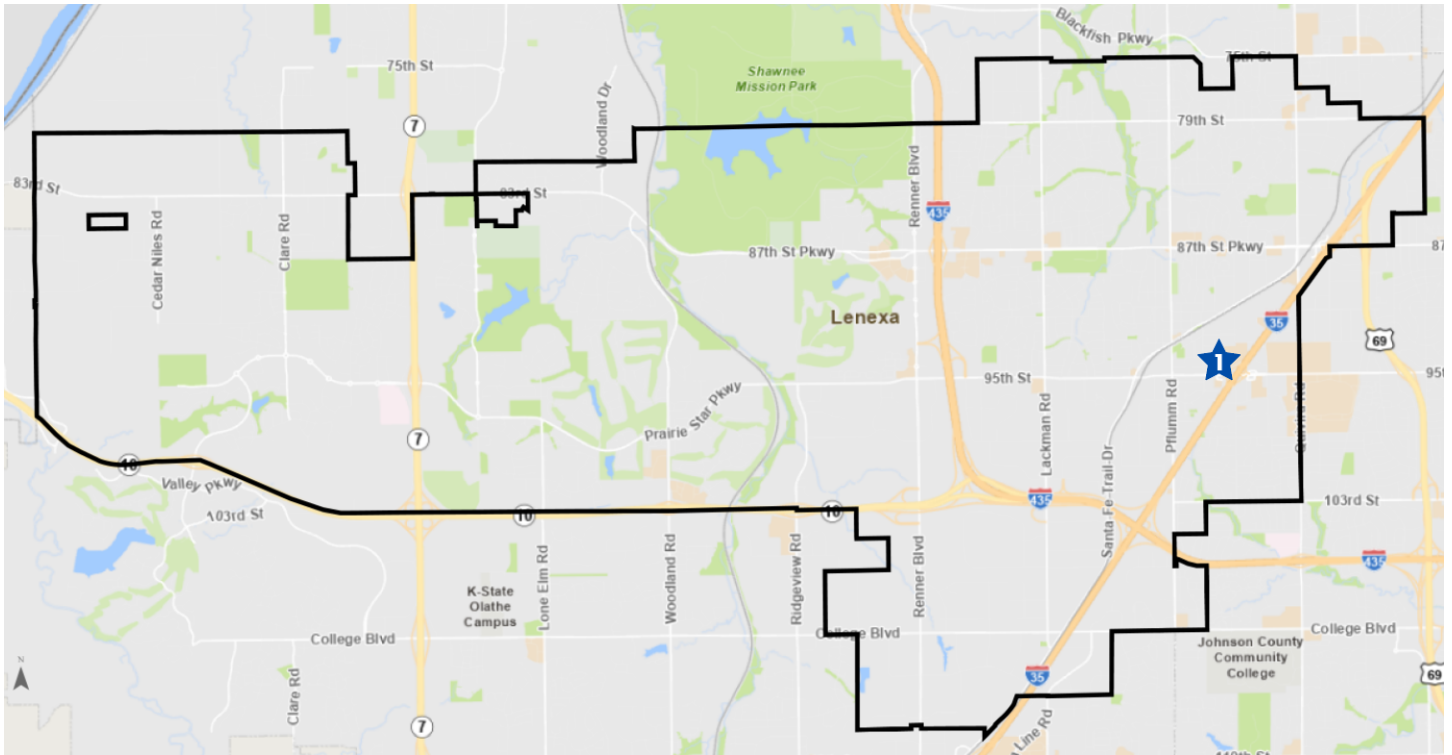 Blackfish Pkwy
75th St
75th St
Shawnee
Mission Park
Woodland Dr
7
79th St
83rd St
83rd St
Renner Blvd
435
Cedar Niles Rd
Clare Rd
87th St Pkwy
87th St Pkwy
87
Lenexa
35
69
1
95th St
95t
Prairie Star Pkwy
Lackman Rd
Pflumm Rd
Quivira Rd
7
10
Valley Pkwy
103rd St
10
10
435
Santa Fe-Trail-Dr
103rd St
435
Lone Elm Rd
Woodland Rd
Ridgeview Rd
Renner Blvd
K-State
Olathe
Campus
College Blvd
College Blvd
College Blvd
Johnson County
Community
College
N
Clare Rd
35
69
7
Line Rd